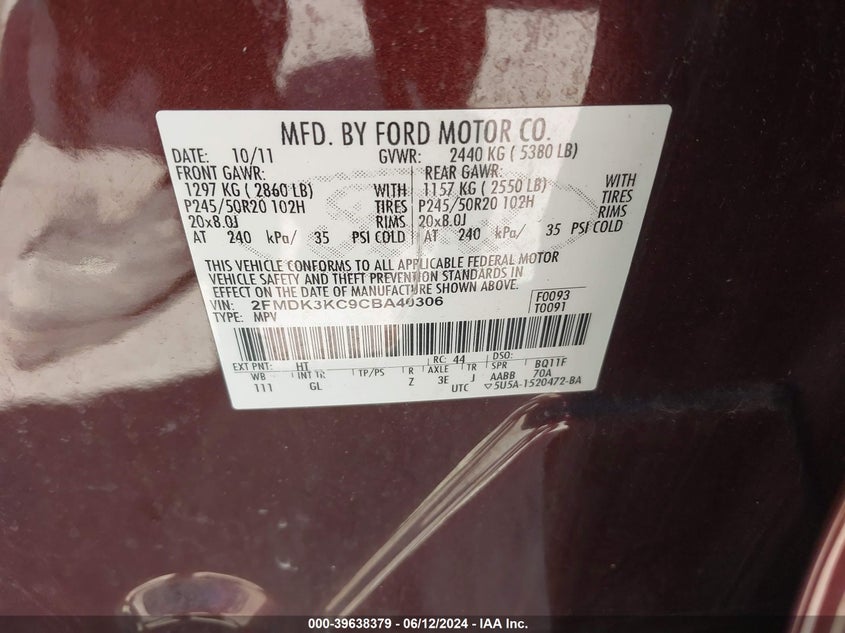 MFD. BY FORD MOTOR CO.
DATE: 10/11 GVWR: 2440 KG ( 5380 LB)
FRONT GAWR: REAR GAWR:
1297 KG ( 2860 LB) WITH 1157 KG ( 2550 LB) WITH
P245/50R20 102H TIRES P245/50R20 102H TIRES
20x8.0J RIMS 20x8.0J RIMS
AT 240 kPa/ 35 PSI COLD AT 240 kPa/ 35 PSI COLD
THIS VEHICLE CONFORMS TO ALL APPLICABLE FEDERAL MOTOR
VEHICLE SAFETY AND THEFT PREVENTION STANDARDS IN
EFFECT ON THE DATE OF MANUFACTURE SHOWN ABOVE.
VIN: 2FMDK3KC9CBA40306 F0093
TYPE: MPV T0091
EXT PNT: HT RC: 44 DSO:
WB INT TR TP/PS R AXLE TR SPR BQ11F
111 GL Z 3E J AABB 70A
UTC ▽5U5A-1520472-BA
000-39638379 - 06/12/2024 - IAA Inc.